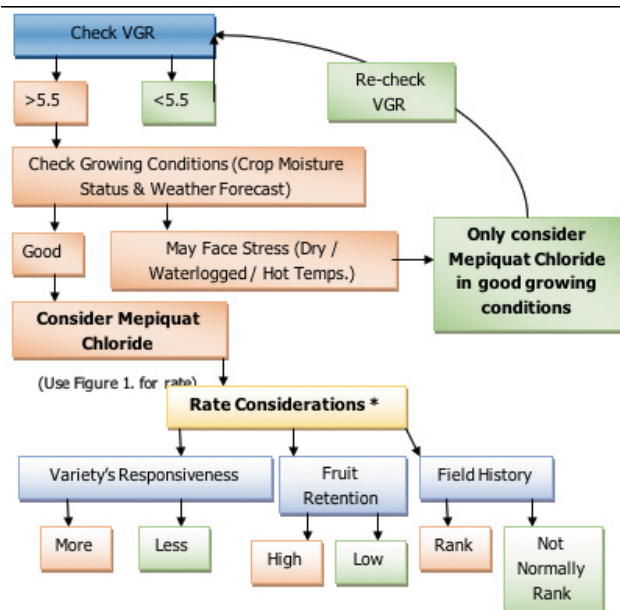 Check VGR
Re-check
VGR
>5.5
<5.5
Check Growing Conditions (Crop Moisture
Status & Weather Forecast)
Good
May Face Stress (Dry /
Waterlogged / Hot Temps.)
Only consider
Mepiquat Chloride
in good growing
conditions
Consider Mepiquat
Chloride
(Use Figure 1. for rate)
Rate Considerations *
Variety's Responsiveness
Fruit
Retention
Field History
More
Less
High
Low
Rank
Not
Normally
Rank